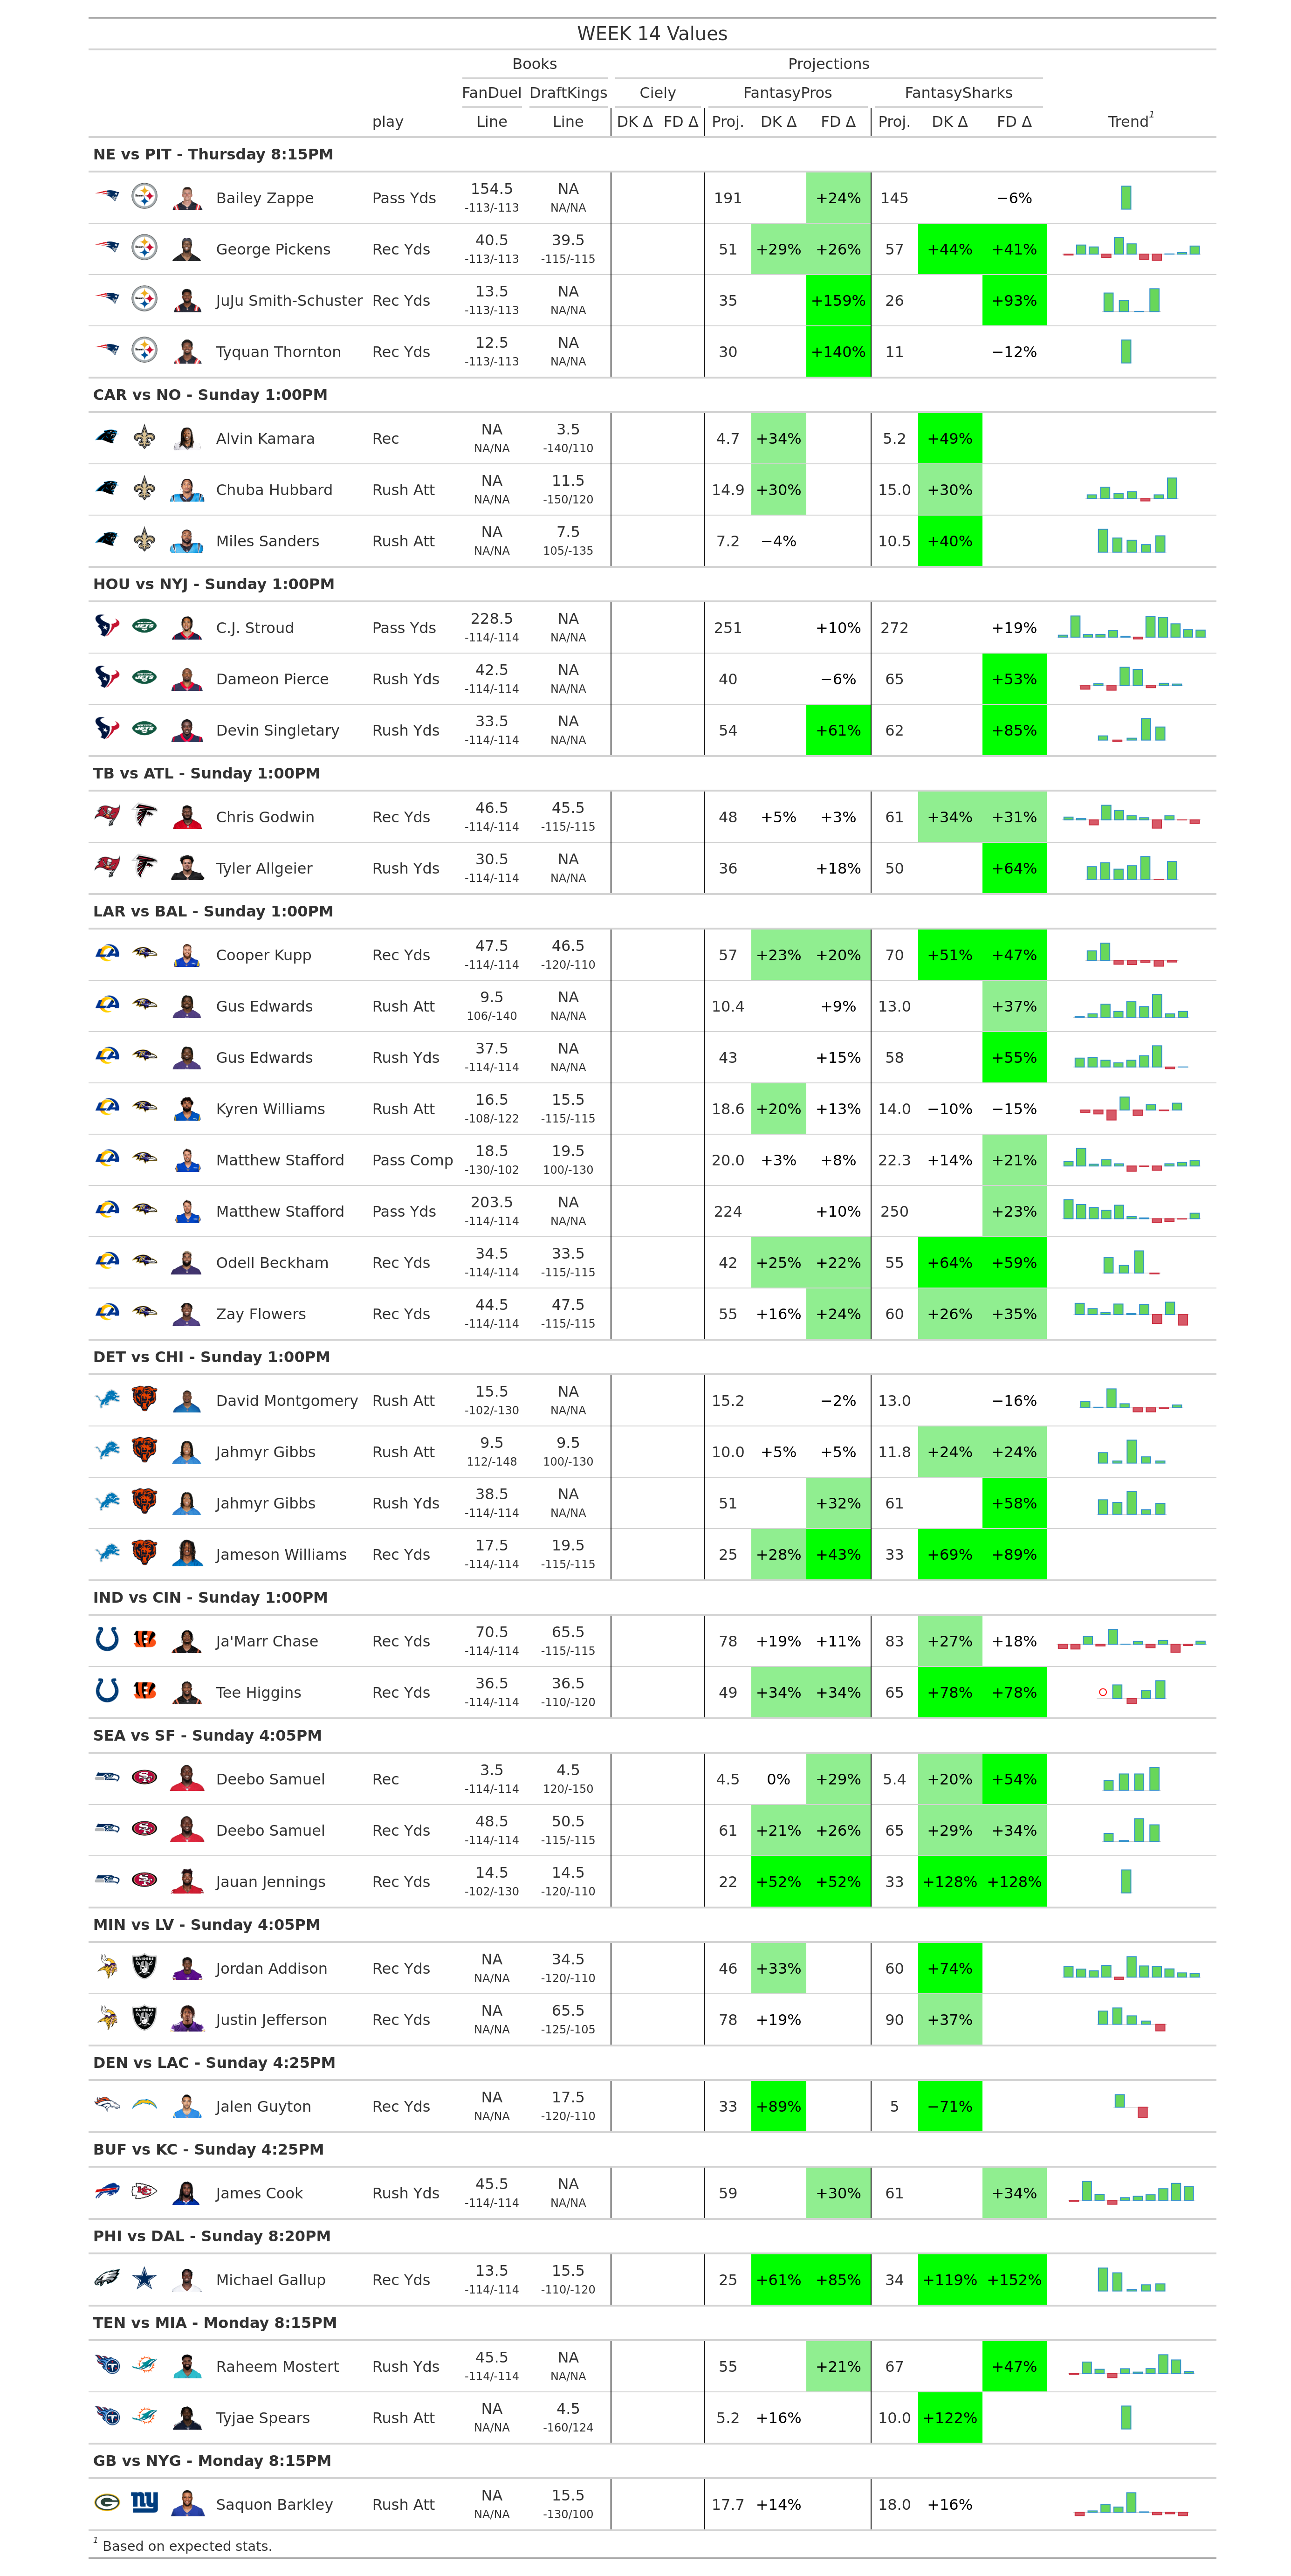 WEEK 14 Values
Books Projections
FanDuel DraftKings Ciely FantasyPros FantasySharks
play Line Line DK Δ FD Δ Proj. DK Δ FD Δ Proj. DK Δ FD Δ Trend1
NE vs PIT - Thursday 8:15PM
Bailey Zappe Pass Yds 154.5 NA 191 +24% 145 −6%
-113/-113 NA/NA
George Pickens Rec Yds 40.5 39.5 51 +29% +26% 57 +44% +41%
-113/-113 -115/-115
JuJu Smith-Schuster Rec Yds 13.5 NA 35 +159% 26 +93%
-113/-113 NA/NA
Tyquan Thornton Rec Yds 12.5 NA 30 +140% 11 −12%
-113/-113 NA/NA
CAR vs NO - Sunday 1:00PM
Alvin Kamara Rec NA 3.5 4.7 +34% 5.2 +49%
NA/NA -140/110
Chuba Hubbard Rush Att NA 11.5 14.9 +30% 15.0 +30%
NA/NA -150/120
Miles Sanders Rush Att NA 7.5 7.2 −4% 10.5 +40%
NA/NA 105/-135
HOU vs NYJ - Sunday 1:00PM
C.J. Stroud Pass Yds 228.5 NA 251 +10% 272 +19%
-114/-114 NA/NA
Dameon Pierce Rush Yds 42.5 NA 40 −6% 65 +53%
-114/-114 NA/NA
Devin Singletary Rush Yds 33.5 NA 54 +61% 62 +85%
-114/-114 NA/NA
TB vs ATL - Sunday 1:00PM
Chris Godwin Rec Yds 46.5 45.5 48 +5% +3% 61 +34% +31%
-114/-114 -115/-115
Tyler Allgeier Rush Yds 30.5 NA 36 +18% 50 +64%
-114/-114 NA/NA
LAR vs BAL - Sunday 1:00PM
Cooper Kupp Rec Yds 47.5 46.5 57 +23% +20% 70 +51% +47%
-114/-114 -120/-110
Gus Edwards Rush Att 9.5 NA 10.4 +9% 13.0 +37%
106/-140 NA/NA
Gus Edwards Rush Yds 37.5 NA 43 +15% 58 +55%
-114/-114 NA/NA
Kyren Williams Rush Att 16.5 15.5 18.6 +20% +13% 14.0 −10% −15%
-108/-122 -115/-115
Matthew Stafford Pass Comp 18.5 19.5 20.0 +3% +8% 22.3 +14% +21%
-130/-102 100/-130
Matthew Stafford Pass Yds 203.5 NA 224 +10% 250 +23%
-114/-114 NA/NA
Odell Beckham Rec Yds 34.5 33.5 42 +25% +22% 55 +64% +59%
-114/-114 -115/-115
Zay Flowers Rec Yds 44.5 47.5 55 +16% +24% 60 +26% +35%
-114/-114 -115/-115
DET vs CHI - Sunday 1:00PM
David Montgomery Rush Att 15.5 NA 15.2 −2% 13.0 −16%
-102/-130 NA/NA
Jahmyr Gibbs Rush Att 9.5 9.5 10.0 +5% +5% 11.8 +24% +24%
112/-148 100/-130
Jahmyr Gibbs Rush Yds 38.5 NA 51 +32% 61 +58%
-114/-114 NA/NA
Jameson Williams Rec Yds 17.5 19.5 25 +28% +43% 33 +69% +89%
-114/-114 -115/-115
IND vs CIN - Sunday 1:00PM
Ja'Marr Chase Rec Yds 70.5 65.5 78 +19% +11% 83 +27% +18%
-114/-114 -115/-115
Tee Higgins Rec Yds 36.5 36.5 49 +34% +34% 65 +78% +78%
-114/-114 -110/-120
SEA vs SF - Sunday 4:05PM
Deebo Samuel Rec 3.5 4.5 4.5 0% +29% 5.4 +20% +54%
-114/-114 120/-150
Deebo Samuel Rec Yds 48.5 50.5 61 +21% +26% 65 +29% +34%
-114/-114 -115/-115
Jauan Jennings Rec Yds 14.5 14.5 22 +52% +52% 33 +128% +128%
-102/-130 -120/-110
MIN vs LV - Sunday 4:05PM
Jordan Addison Rec Yds NA 34.5 46 +33% 60 +74%
NA/NA -120/-110
Justin Jefferson Rec Yds NA 65.5 78 +19% 90 +37%
NA/NA -125/-105
DEN vs LAC - Sunday 4:25PM
Jalen Guyton Rec Yds NA 17.5 33 +89% 5 −71%
NA/NA -120/-110
BUF vs KC - Sunday 4:25PM
James Cook Rush Yds 45.5 NA 59 +30% 61 +34%
-114/-114 NA/NA
PHI vs DAL - Sunday 8:20PM
Michael Gallup Rec Yds 13.5 15.5 25 +61% +85% 34 +119% +152%
-114/-114 -110/-120
TEN vs MIA - Monday 8:15PM
Raheem Mostert Rush Yds 45.5 NA 55 +21% 67 +47%
-114/-114 NA/NA
Tyjae Spears Rush Att NA 4.5 5.2 +16% 10.0 +122%
NA/NA -160/124
GB vs NYG - Monday 8:15PM
Saquon Barkley Rush Att NA 15.5 17.7 +14% 18.0 +16%
NA/NA -130/100
1 Based on expected stats.